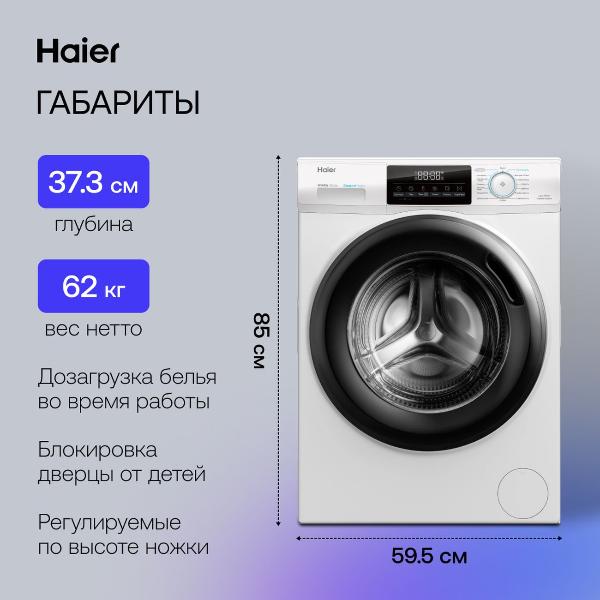 Haier
ГАБАРИТЫ
37.3 см
глубина
62 кг
вес нетто
Дозагрузка белья
во время работы
Блокировка
дверцы от детей
Регулируемые
по высоте ножки
85 см
59.5 см
Haier